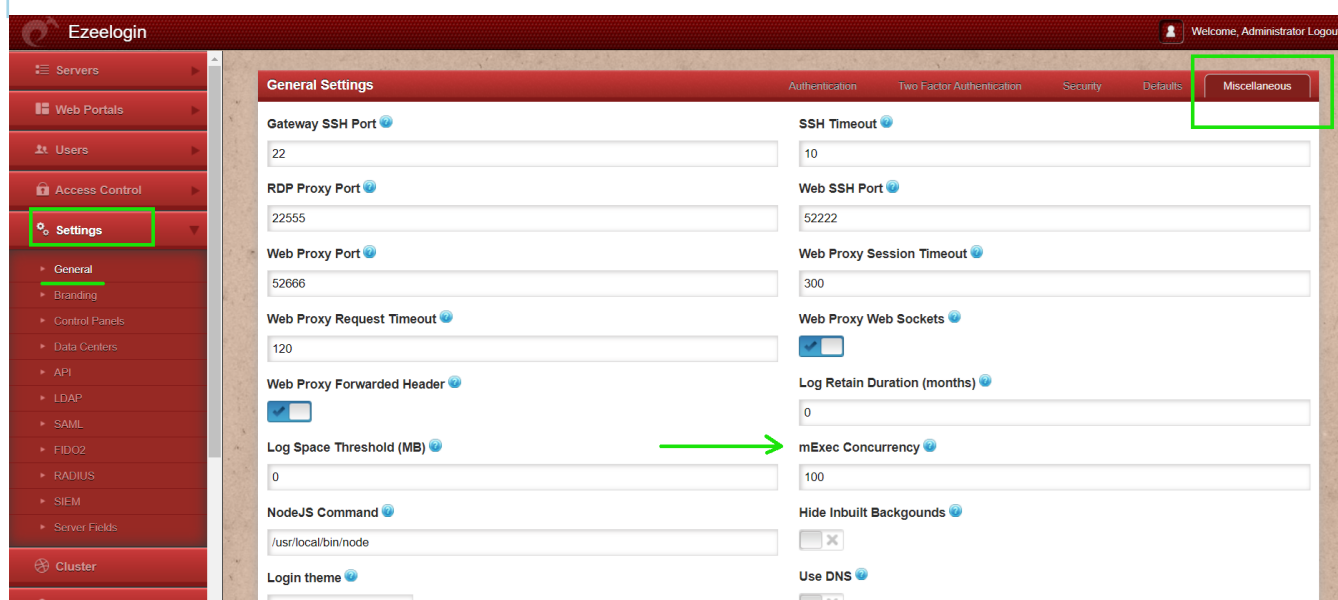 Ezeelogin
Welcome, Administrator Logou
Servers
Web Portals
Users
Access Control
Settings
General
Branding
Control Panels
Data Centers
API
LDAP
SAML
FIDO2
RADIUS
SIEM
Server Fields
Cluster
General Settings
Authentication
Two Factor Authentication
Security
Defaults
Miscellaneous
Gateway SSH Port
22
SSH Timeout
10
RDP Proxy Port
22555
Web SSH Port
52222
Web Proxy Port
52666
Web Proxy Session Timeout
300
Web Proxy Request Timeout
120
Web Proxy Web Sockets
Web Proxy Forwarded Header
Log Retain Duration (months)
0
Log Space Threshold (MB)
0
mExec Concurrency
100
NodeJS Command
/usr/local/bin/node
Hide Inbuilt Backgounds
Login theme
Use DNS